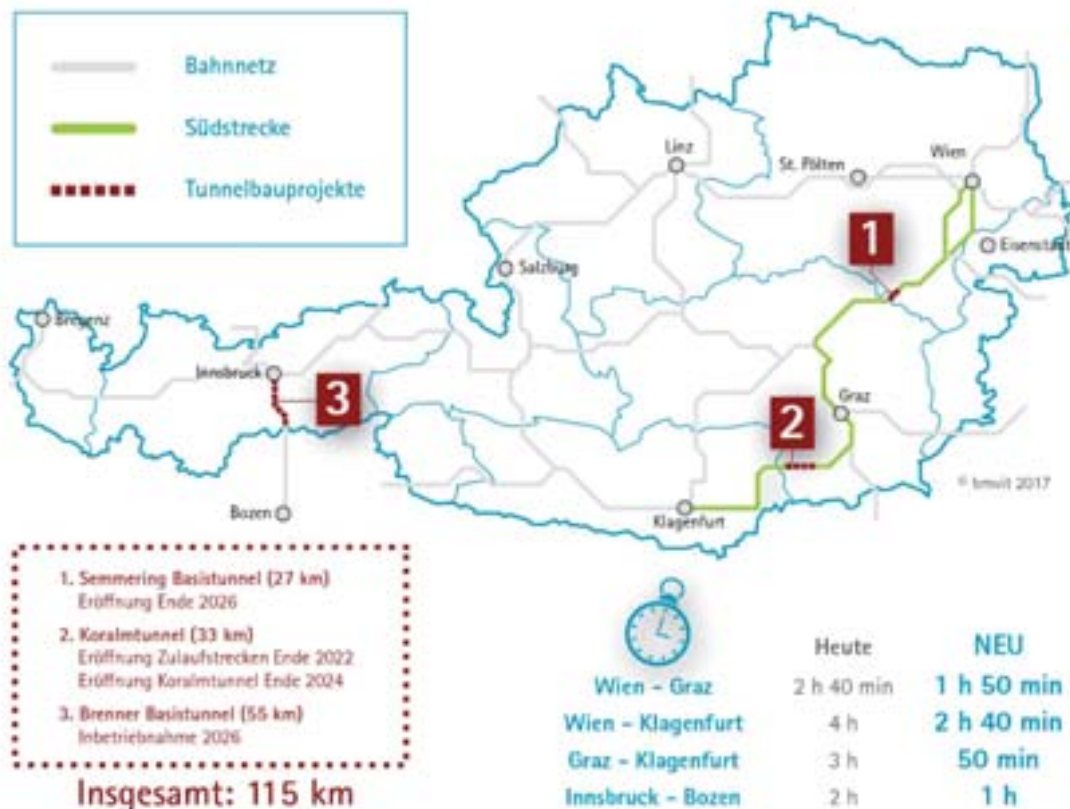 Bahnnetz
Südstrecke
Tunnelbauprojekte
Linz
St. Pölten
Wien
1
Eisenstadt
Salzburg
Bregenz
Innsbruck
3
Graz
2
© bmvit 2017
Bozen
Klagenfurt
1. Semmering Basistunnel (27 km)
Eröffnung Ende 2026
2. Koralmtunnel (33 km)
Eröffnung Zulaufstrecken Ende 2022
Eröffnung Koralmtunnel Ende 2024
3. Brenner Basistunnel (55 km)
Inbetriebnahme 2026
Insgesamt: 115 km
Heute NEU
Wien – Graz 2 h 40 min 1 h 50 min
Wien – Klagenfurt 4 h 2 h 40 min
Graz – Klagenfurt 3 h 50 min
Innsbruck – Bozen 2 h 1 h